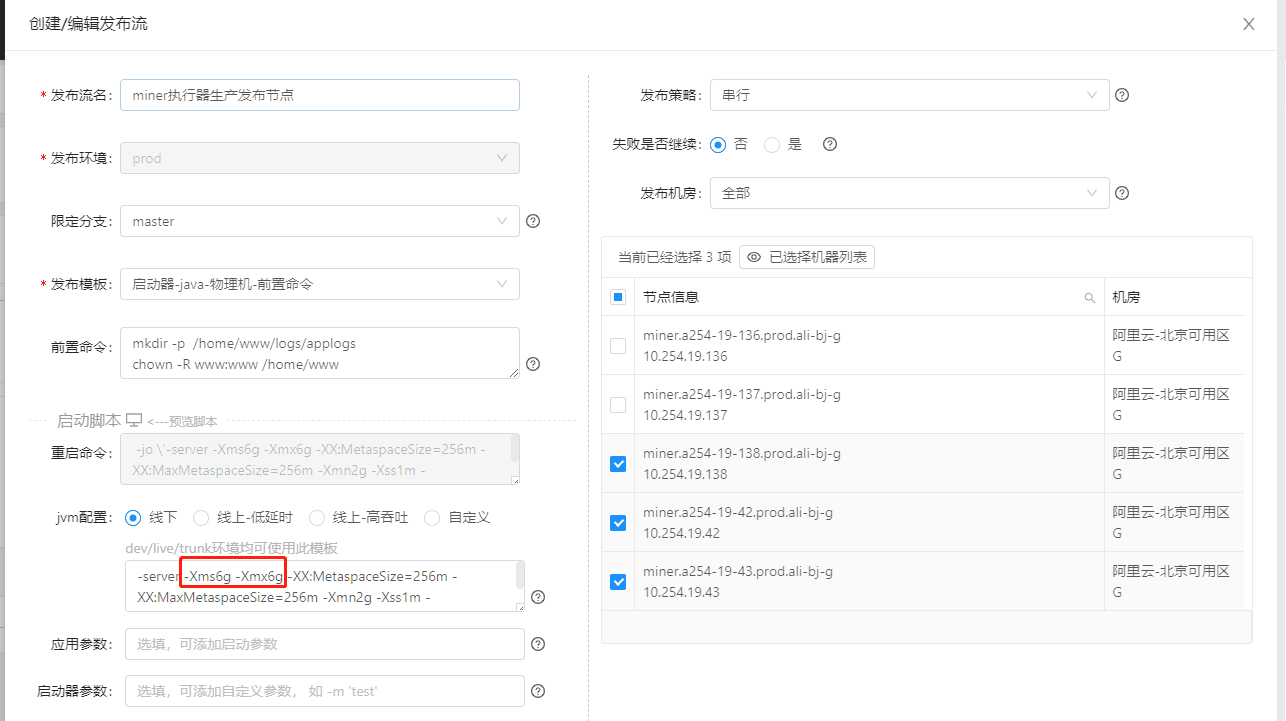 创建/编辑发布流
* 发布流名: miner执行器生产发布节点
* 发布环境: prod
限定分支: master
* 发布模板: 启动器-java-物理机-前置命令
前置命令: mkdir -p /home/www/logs/applogs
chown -R www:www /home/www
启动脚本 <---预览脚本
重启命令: -jo \'-server -Xms6g -Xmx6g -XX:MetaspaceSize=256m -
XX:MaxMetaspaceSize=256m -Xmn2g -Xss1m -
jvm配置: 线下 线上-低延时 线上-高吞吐 自定义
dev/live/trunk环境均可使用此模板
-server -Xms6g -Xmx6g -XX:MetaspaceSize=256m -
XX:MaxMetaspaceSize=256m -Xmn2g -Xss1m -
应用参数: 选填，可添加启动参数
启动器参数: 选填，可添加自定义参数， 如 -m 'test'
发布策略: 串行
失败是否继续: 否 是
发布机房: 全部
当前已经选择 3 项 已选择机器列表
节点信息 机房
miner.a254-19-136.prod.ali-bj-g 阿里云-北京可用区
10.254.19.136 G
miner.a254-19-137.prod.ali-bj-g 阿里云-北京可用区
10.254.19.137 G
miner.a254-19-138.prod.ali-bj-g 阿里云-北京可用区
10.254.19.138 G
miner.a254-19-42.prod.ali-bj-g 阿里云-北京可用区
10.254.19.42 G
miner.a254-19-43.prod.ali-bj-g 阿里云-北京可用区
10.254.19.43 G